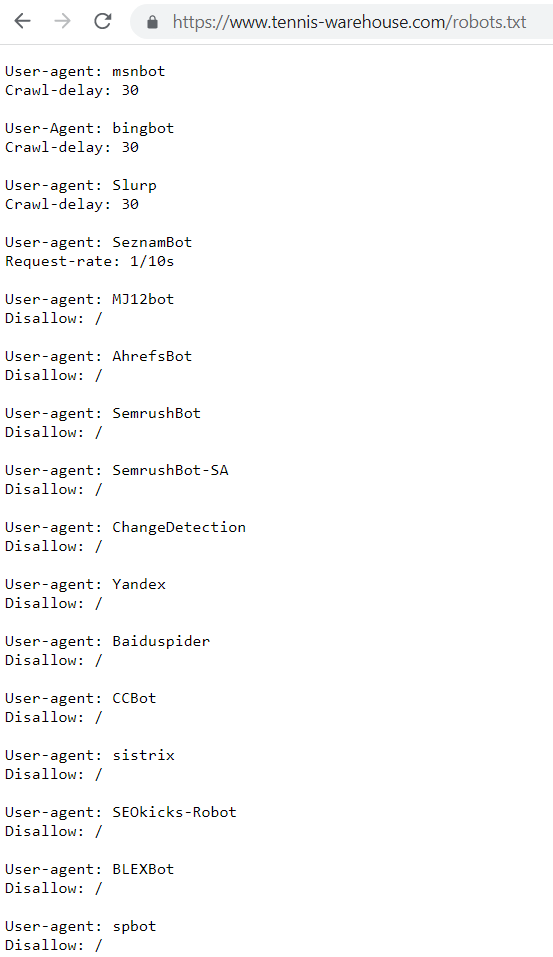 https://www.tennis-warehouse.com/robots.txt
User-agent: msnbot
Crawl-delay: 30
User-Agent: bingbot
Crawl-delay: 30
User-agent: Slurp
Crawl-delay: 30
User-agent: SeznamBot
Request-rate: 1/10s
User-agent: MJ12bot
Disallow: /
User-agent: AhrefsBot
Disallow: /
User-agent: SemrushBot
Disallow: /
User-agent: SemrushBot-SA
Disallow: /
User-agent: ChangeDetection
Disallow: /
User-agent: Yandex
Disallow: /
User-agent: Baiduspider
Disallow: /
User-agent: CCBot
Disallow: /
User-agent: sistrix
Disallow: /
User-agent: SEOkicks-Robot
Disallow: /
User-agent: BLEXBot
Disallow: /
User-agent: spbot
Disallow: /